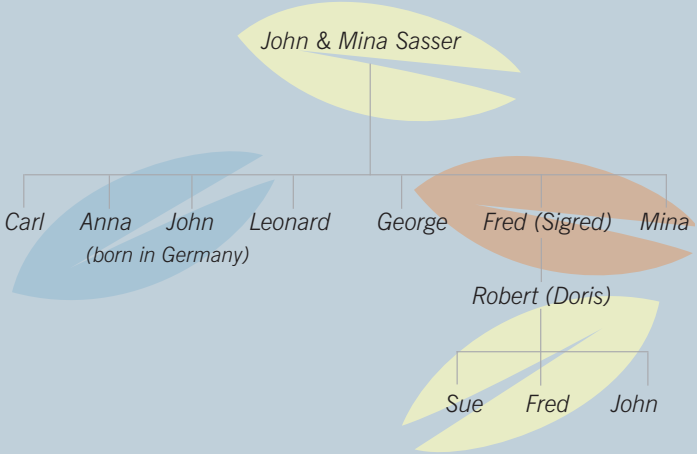 John & Mina Sasser
Carl Anna John Leonard George Fred (Sigred) Mina
(born in Germany)
Robert (Doris)
Sue Fred John